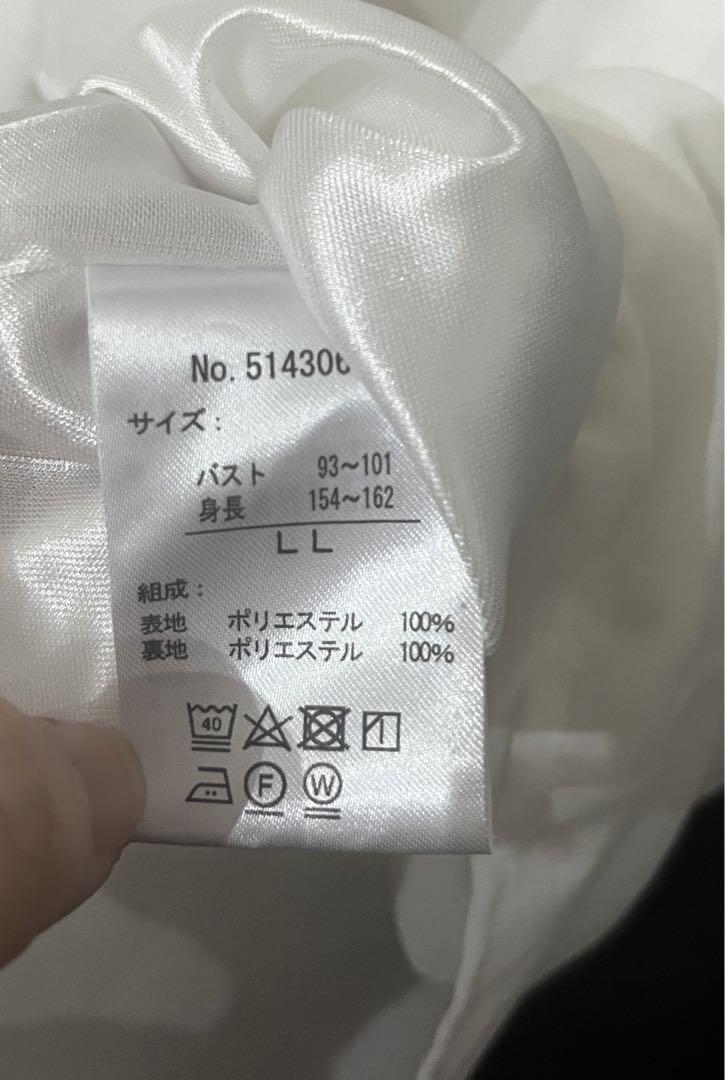 No. 514306
サイズ：
バスト 93〜101
身長 154〜162
LL
組成：
表地 ポリエステル 100%
裏地 ポリエステル 100%
40
F W